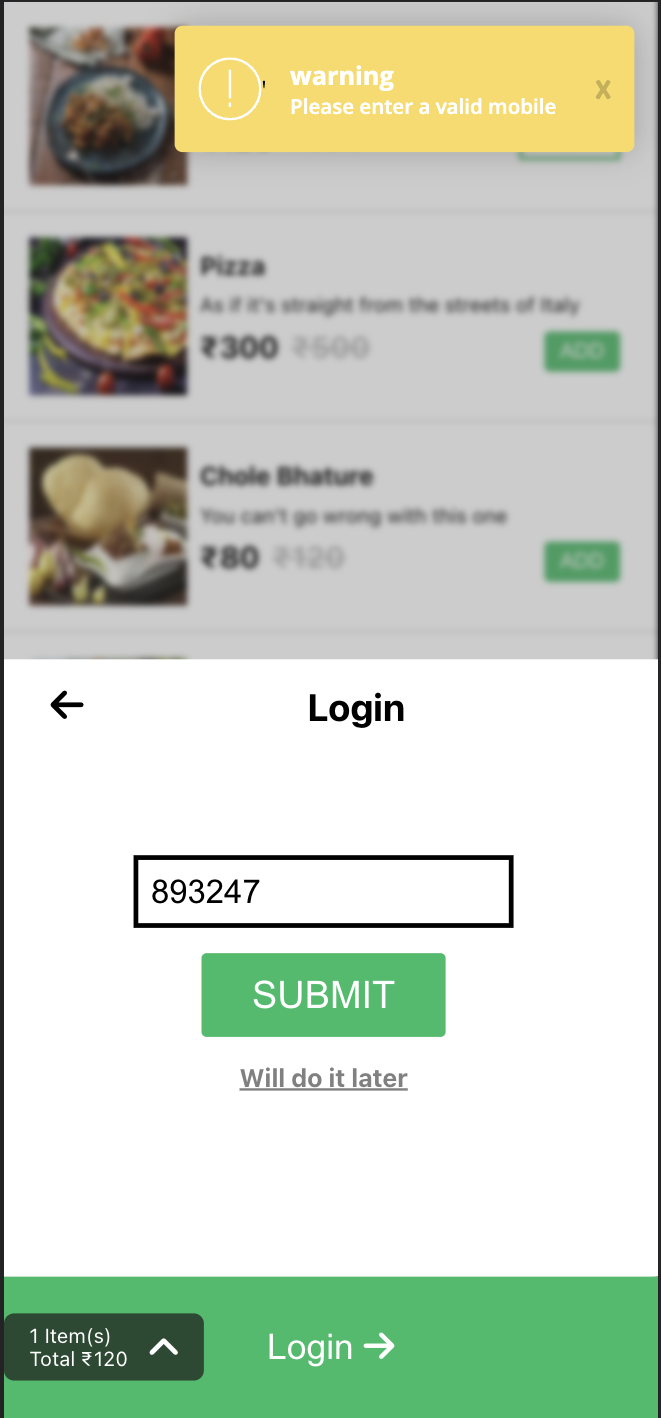 warning
Please enter a valid mobile
X
Pizza
As if it's straight from the streets of Italy
₹300 ₹500
ADD
Chole Bhature
You can't go wrong with this one
₹80 ₹120
ADD
Login
893247
SUBMIT
Will do it later
1 Item(s)
Total ₹120
Login